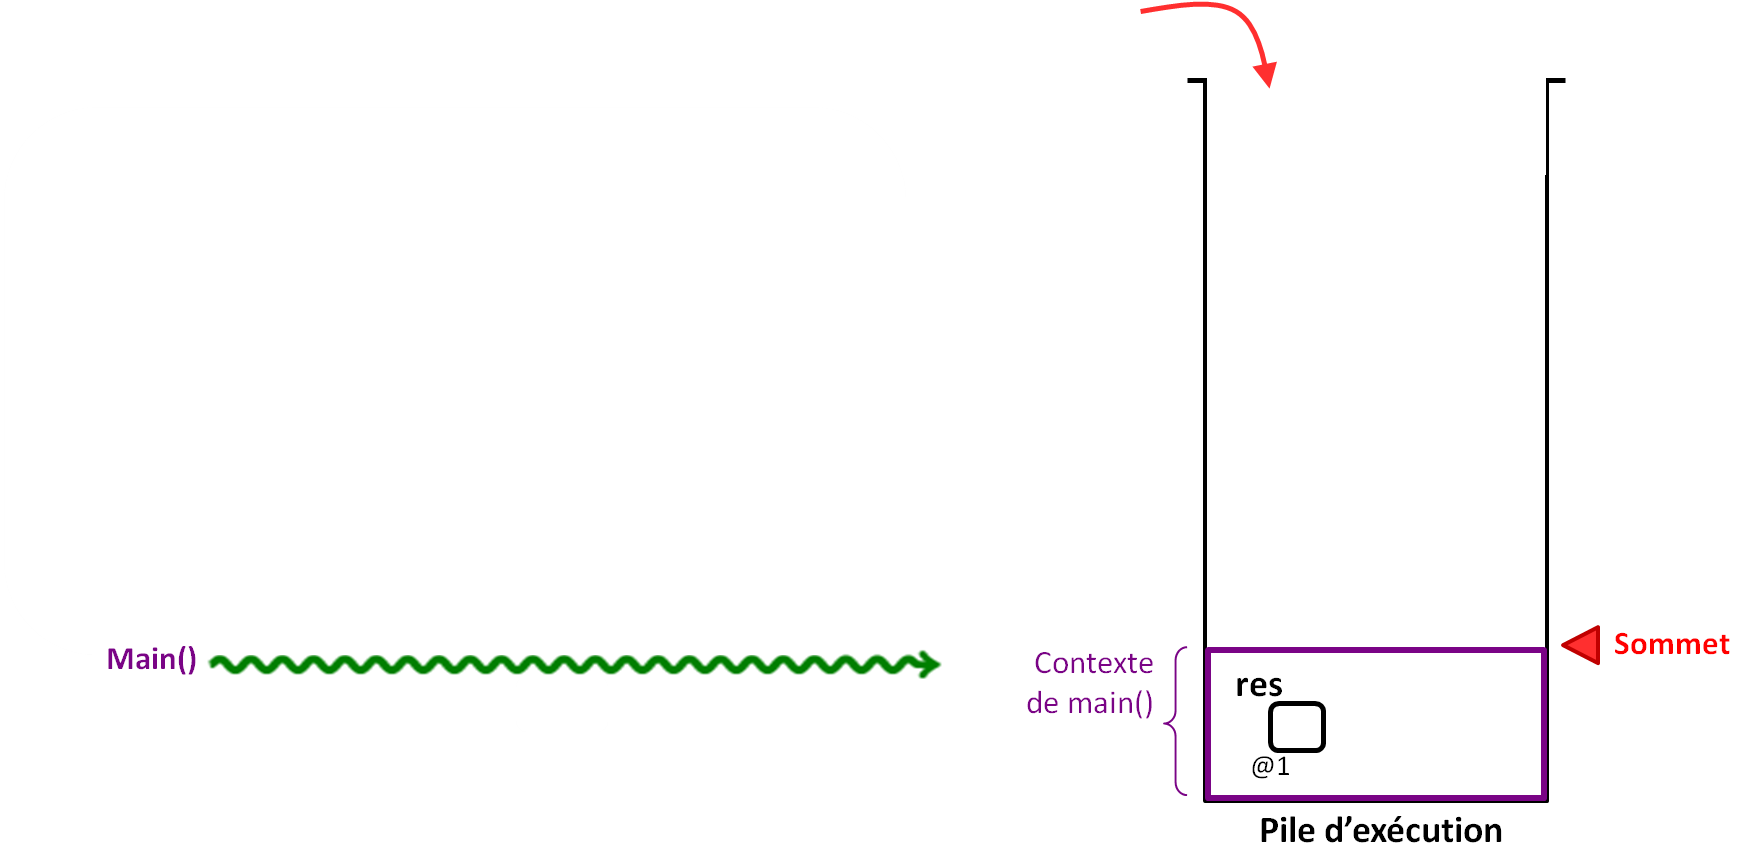 Main()
Contexte
de main()
Sommet
res
@1
Pile d’exécution